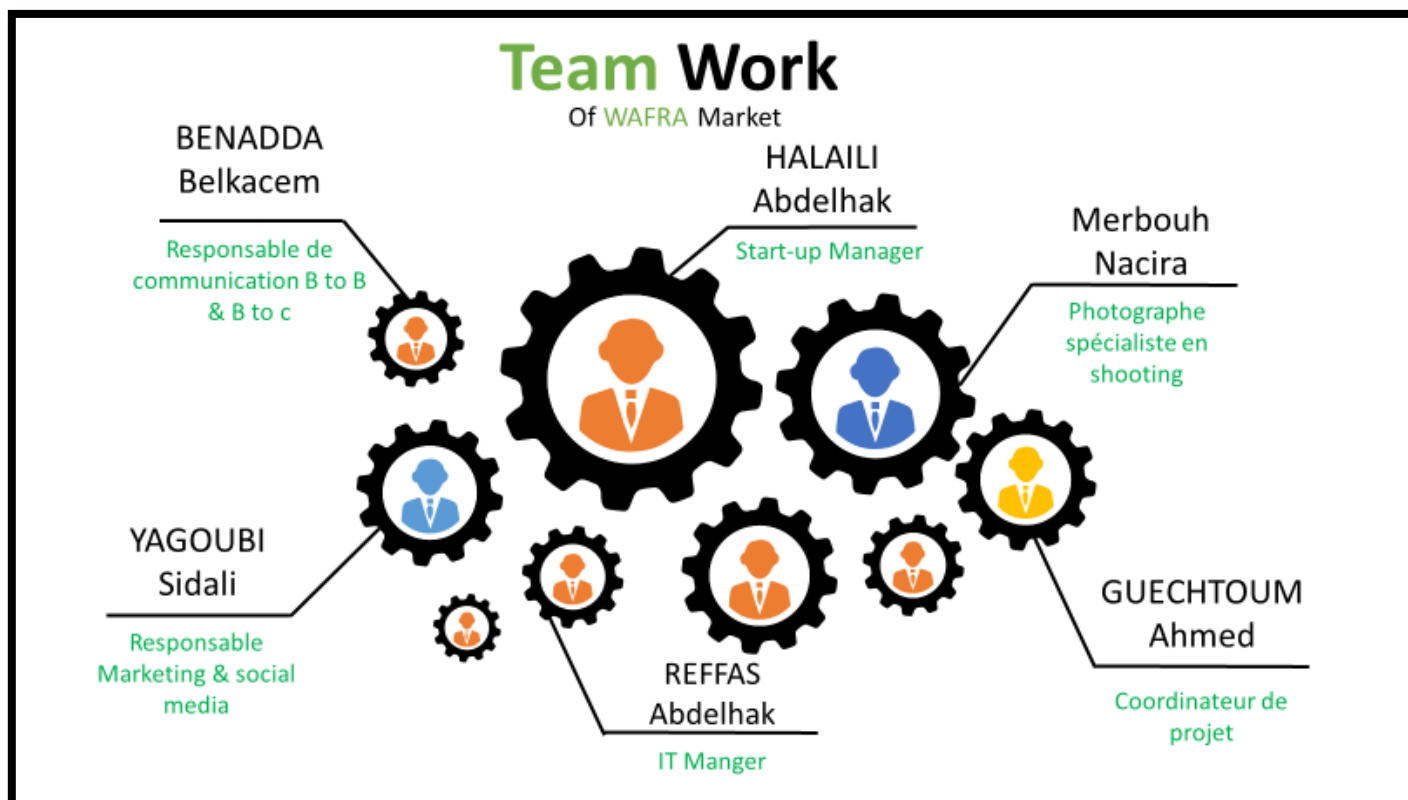 Team Work
Of WAFRA Market
BENADDA
Belkacem
Responsable de
communication B to B
& B to c
HALAILI
Abdelhak
Start-up Manager
Merbouh
Nacira
Photographe
spécialiste en
shooting
YAGOUBI
Sidali
Responsable
Marketing & social
media
REFFAS
Abdelhak
IT Manger
GUECHTOUM
Ahmed
Coordinateur de
projet